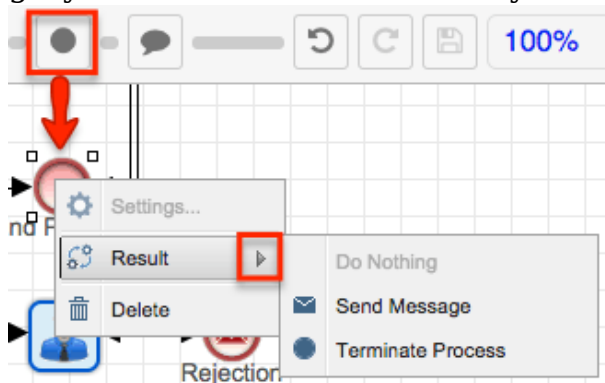 100%
Settings...
nd
Result
Do Nothing
Delete
Send Message
Terminate Process
Rejection